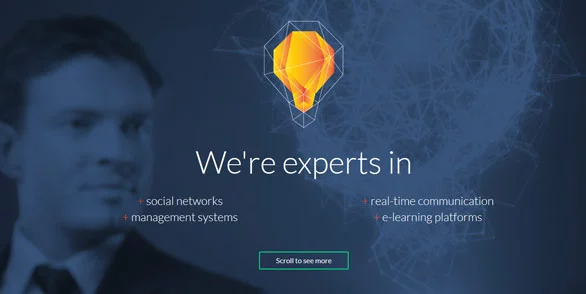 We're experts in
+ social networks
+ management systems
+ real-time communication
+ e-learning platforms
Scroll to see more